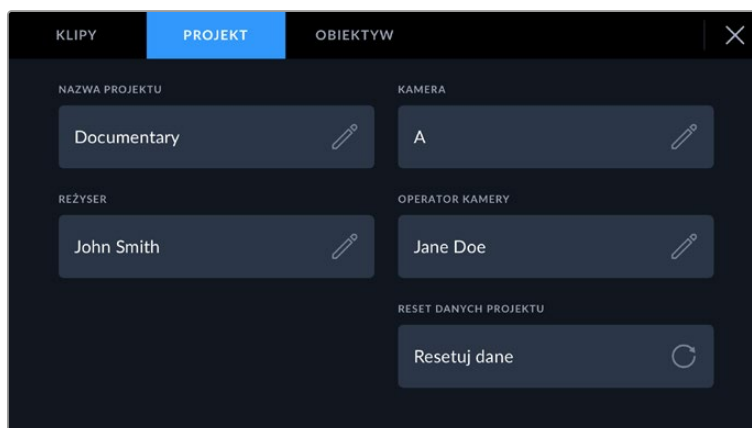 KLIPY PROJEKT OBIEKTYW
NAZWA PROJEKTU KAMERA
Documentary A
REŻYSER OPERATOR KAMERY
John Smith Jane Doe
RESET DANYCH PROJEKTU
Resetuj dane